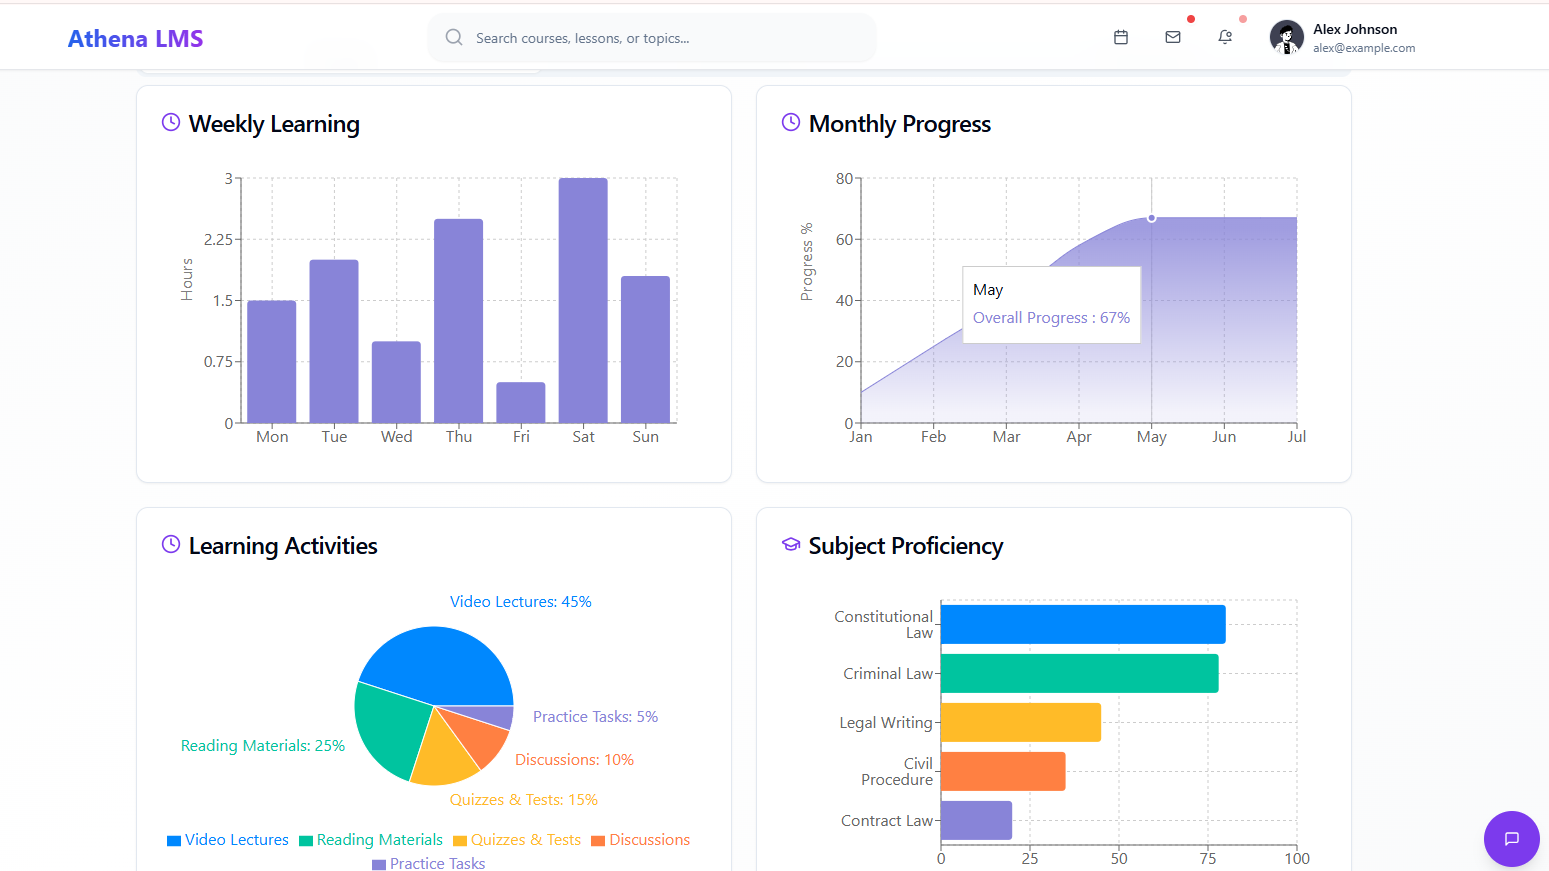 Athena LMS
Search courses, lessons, or topics...
Alex Johnson
alex@example.com
Weekly Learning
3
2.25
1.5
0.75
0
Hours
Mon Tue Wed Thu Fri Sat Sun
Monthly Progress
80
60
40
20
0
Progress %
May
Overall Progress : 67%
Jan Feb Mar Apr May Jun Jul
Learning Activities
Video Lectures: 45%
Practice Tasks: 5%
Reading Materials: 25%
Discussions: 10%
Quizzes & Tests: 15%
Video Lectures Reading Materials Quizzes & Tests Discussions
Practice Tasks
Subject Proficiency
Constitutional
Law
Criminal Law
Legal Writing
Civil
Procedure
Contract Law
0 25 50 75 100